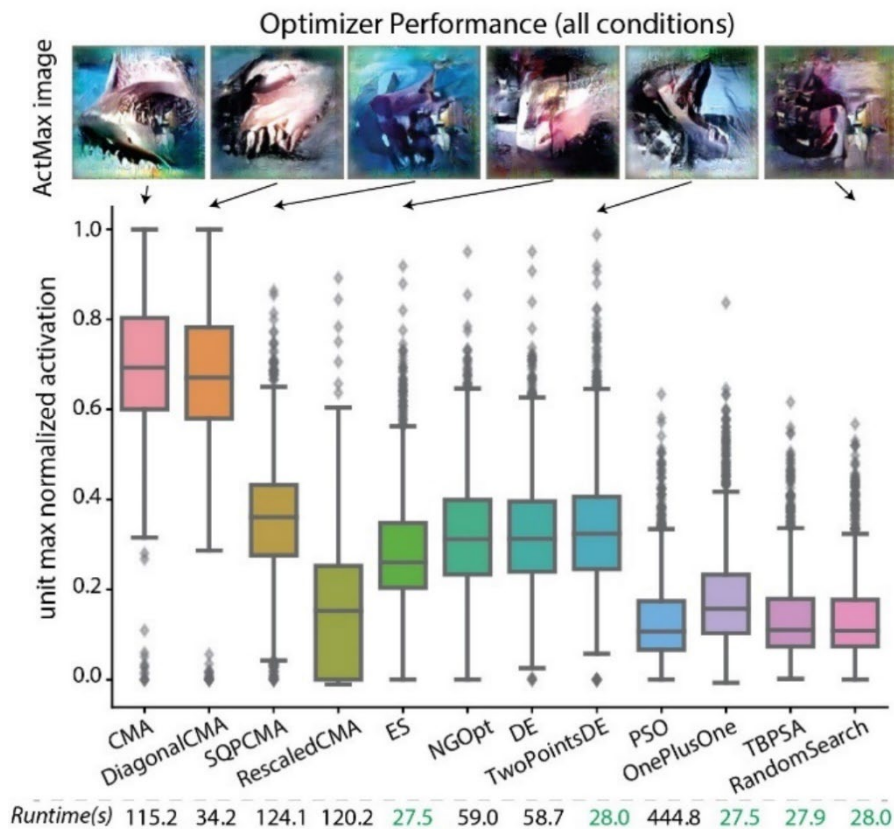 Optimizer Performance (all conditions)
ActMax image
unit max normalized activation
1.0
0.8
0.6
0.4
0.2
0.0
CMA
DiagonalCMA
SQPCMA
RescaledCMA
ES
NGOpt
DE
TwoPointsDE
PSO
OnePlusOne
TBPSA
RandomSearch
Runtime(s) 115.2 34.2 124.1 120.2 27.5 59.0 58.7 28.0 444.8 27.5 27.9 28.0